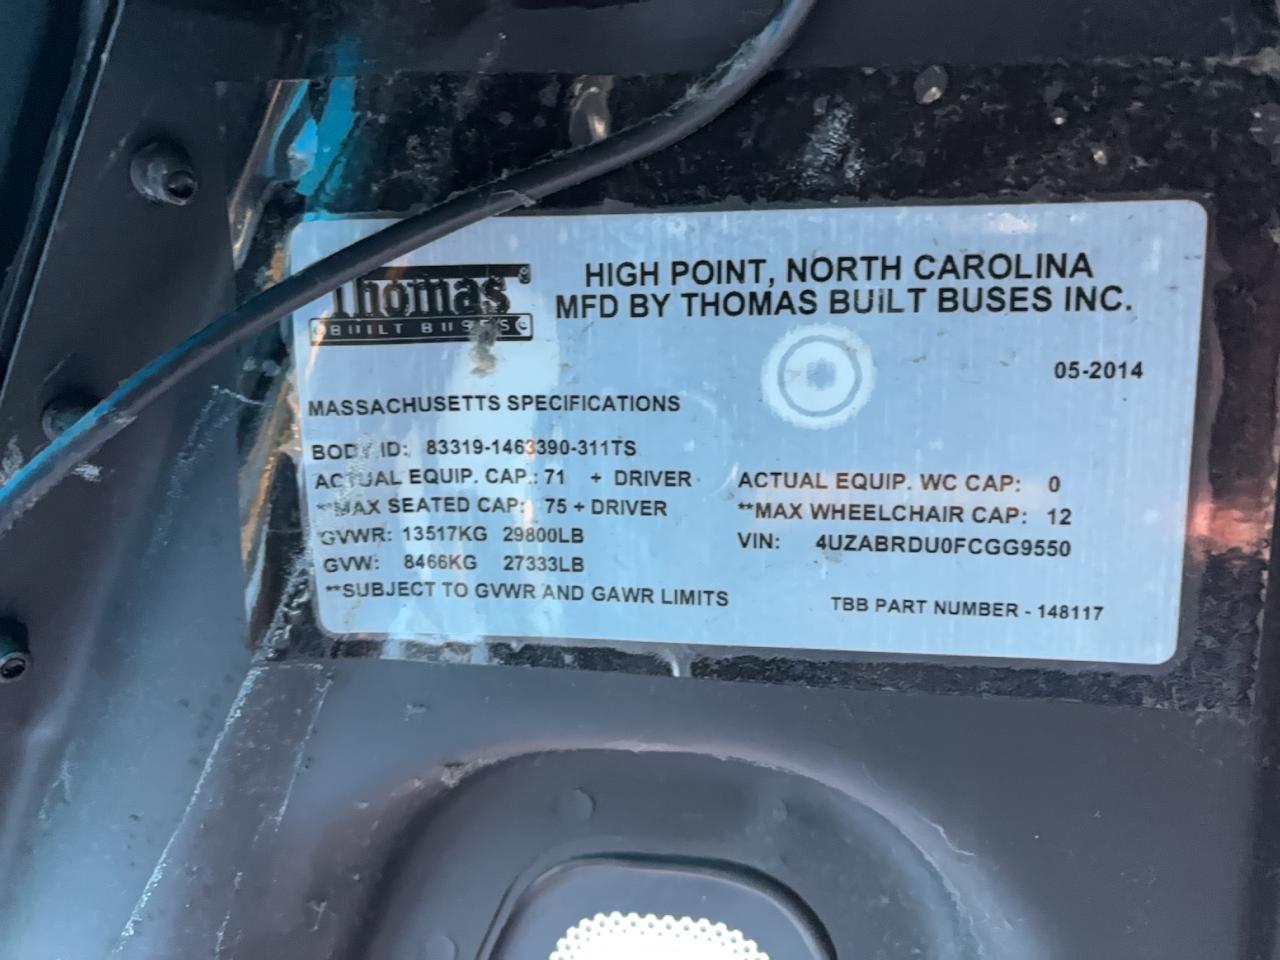 Thomas®
BUILT BUSES
HIGH POINT, NORTH CAROLINA
MFD BY THOMAS BUILT BUSES INC.
05-2014
MASSACHUSETTS SPECIFICATIONS
BODY ID: 83319-1463390-311TS
ACTUAL EQUIP. CAP.: 71 + DRIVER ACTUAL EQUIP. WC CAP: 0
**MAX SEATED CAP: 75 + DRIVER **MAX WHEELCHAIR CAP: 12
GVWR: 13517KG 29800LB VIN: 4UZABRDU0FCGG9550
GVW: 8466KG 27333LB
**SUBJECT TO GVWR AND GAWR LIMITS
TBB PART NUMBER - 148117